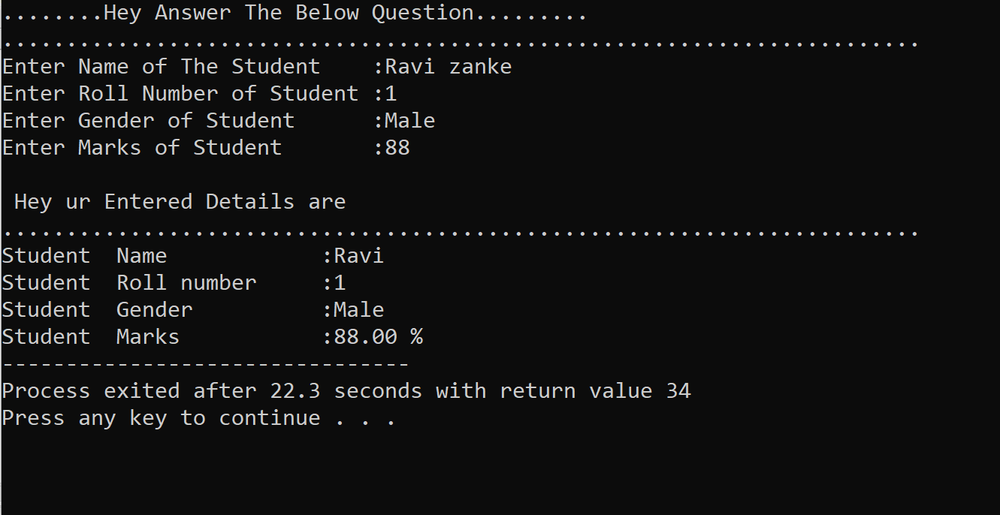 ........Hey Answer The Below Question.........
........................................................................
Enter Name of The Student    :Ravi zanke
Enter Roll Number of Student :1
Enter Gender of Student      :Male
Enter Marks of Student       :88
Hey ur Entered Details are
........................................................................
Student  Name            :Ravi
Student  Roll number     :1
Student  Gender          :Male
Student  Marks           :88.00 %
--------------------------------
Process exited after 22.3 seconds with return value 34
Press any key to continue . . .